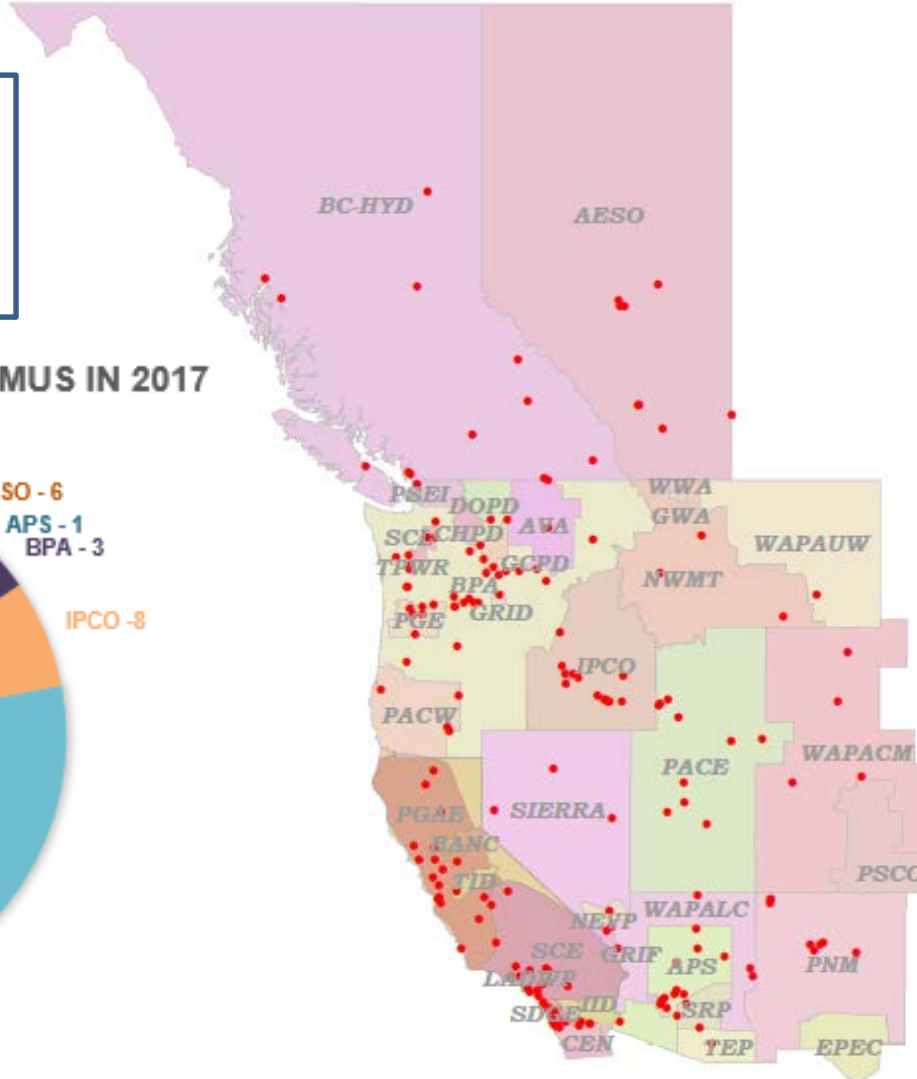 BC-HYD
AESO
MUS IN 2017
SO - 6
APS - 1
BPA - 3
IPCO -8
PSEI
DOPD
WWA
GWA
CHPD
AVA
WAPAUW
SCL
TPWR
GCPD
BPA
NWMT
GRID
PGE
IPCO
PACW
PACE
WAPACM
SIERRA
PGAE
BANC
PSCO
TID
NEVP
WAPALC
SCE
GRIF
APS
PNM
LADWP
IID
SRP
SDGE
CEN
TEP
EPEC